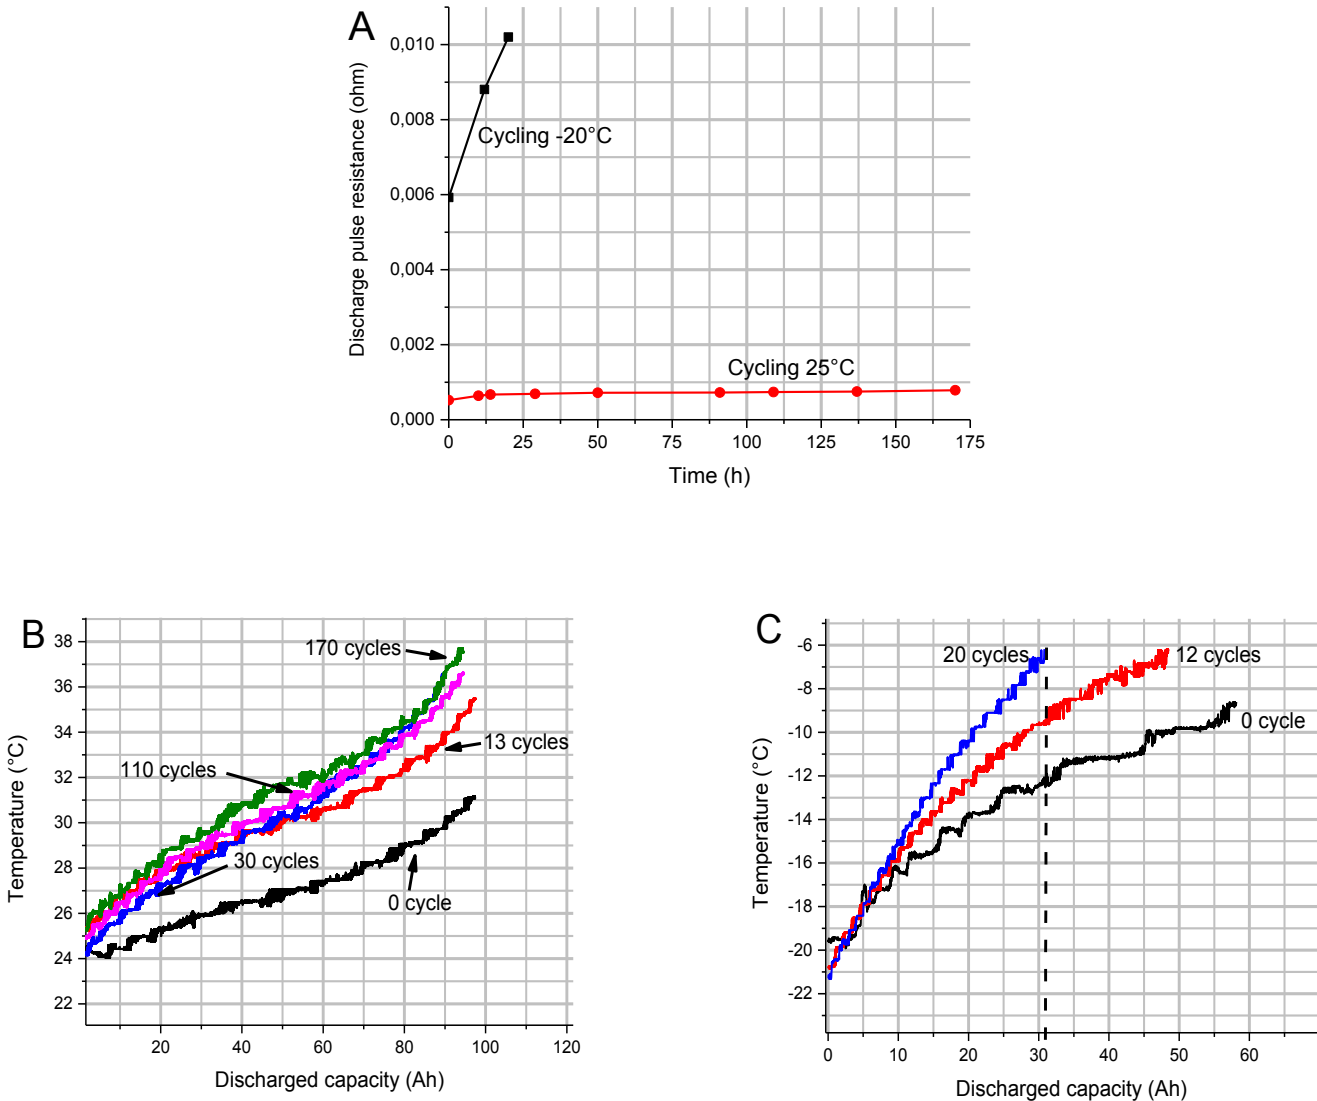 A
Discharge pulse resistance (ohm)
0,010
0,008
0,006
0,004
0,002
0,000
Cycling -20°C
Cycling 25°C
0 25 50 75 100 125 150 175
Time (h)
B
Temperature (°C)
38
36
34
32
30
28
26
24
22
170 cycles
13 cycles
110 cycles
30 cycles
0 cycle
20 40 60 80 100 120
Discharged capacity (Ah)
C
Temperature (°C)
-6
-8
-10
-12
-14
-16
-18
-20
-22
20 cycles
12 cycles
0 cycle
0 10 20 30 40 50 60
Discharged capacity (Ah)